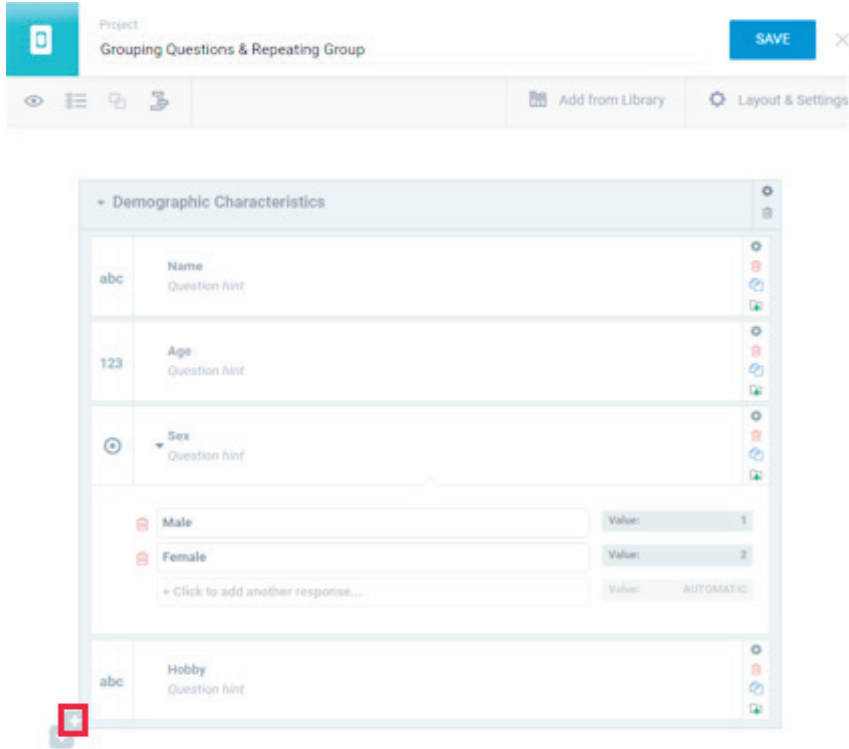 Project
Grouping Questions & Repeating Group
SAVE
Add from Library
Layout & Settings
Demographic Characteristics
abc
Name
Question hint
123
Age
Question hint
Sex
Question hint
Male
Value: 1
Female
Value: 2
+ Click to add another response...
Value: AUTOMATIC
abc
Hobby
Question hint